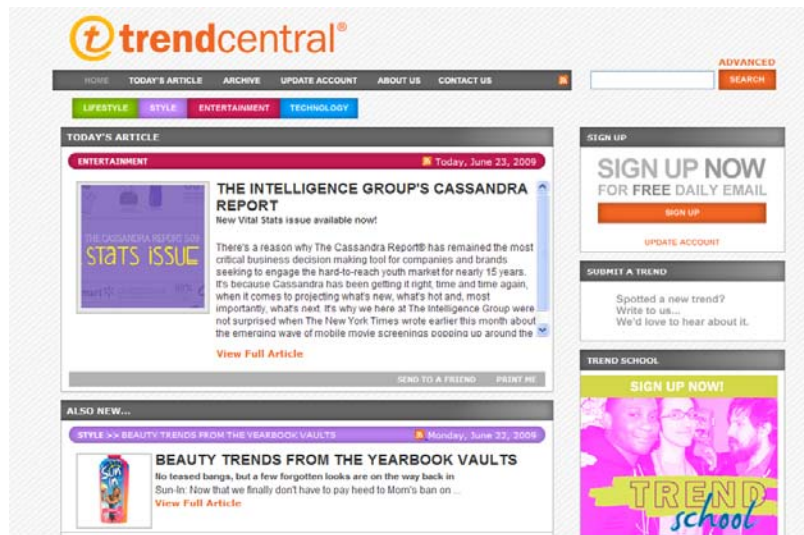 trendcentral®
ADVANCED
HOME TODAY'S ARTICLE ARCHIVE UPDATE ACCOUNT ABOUT US CONTACT US
SEARCH
LIFESTYLE STYLE ENTERTAINMENT TECHNOLOGY
TODAY'S ARTICLE
ENTERTAINMENT
Today, June 23, 2009
THE CASSANDRA REPORT S09
STATS ISSUE
THE INTELLIGENCE GROUP'S CASSANDRA
REPORT
New Vital Stats issue available now!
There's a reason why The Cassandra Report® has remained the most
critical business decision making tool for companies and brands
seeking to engage the hard-to-reach youth market for nearly 15 years.
It's because Cassandra has been getting it right, time and time again,
when it comes to projecting what's new, what's hot and, most
importantly, what's next. It's why we here at The Intelligence Group were
not surprised when The New York Times wrote earlier this month about
the emerging wave of mobile movie screenings popping up around the
View Full Article
SEND TO A FRIEND PRINT ME
ALSO NEW...
STYLE >> BEAUTY TRENDS FROM THE YEARBOOK VAULTS
Monday, June 22, 2009
Sun In
BEAUTY TRENDS FROM THE YEARBOOK VAULTS
No teased bangs, but a few forgotten looks are on the way back in
Sun-In: Now that we finally don't have to pay heed to Mom's ban on ...
View Full Article
SIGN UP
SIGN UP NOW
FOR FREE DAILY EMAIL
SIGN UP
UPDATE ACCOUNT
SUBMIT A TREND
Spotted a new trend?
Write to us...
We'd love to hear about it.
TREND SCHOOL
SIGN UP NOW!
TREND
school